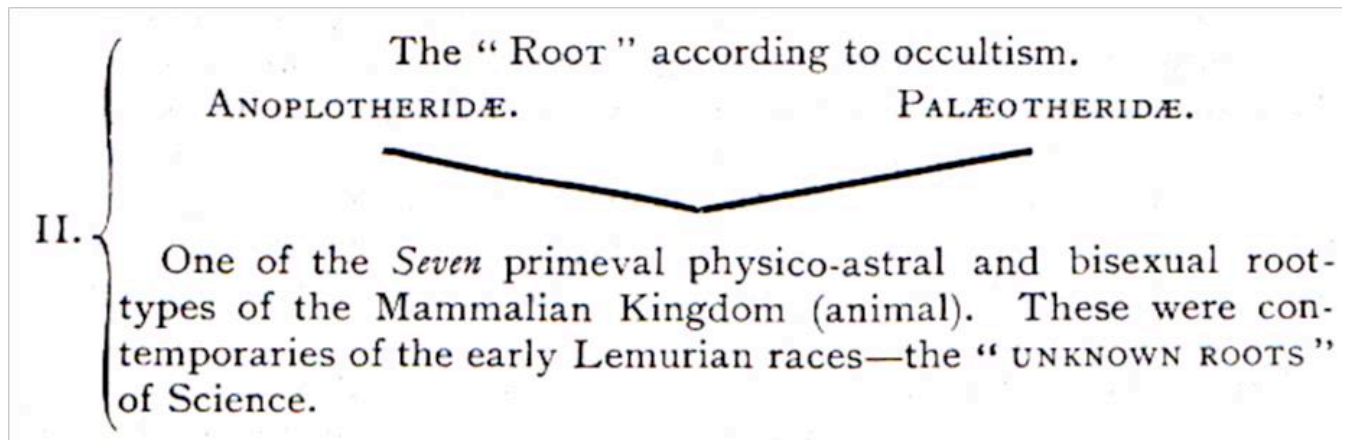 The “ ROOT ” according to occultism.
ANOPLOTHERIDÆ. PALÆOTHERIDÆ.
II.
One of the Seven primeval physico-astral and bisexual root-
types of the Mammalian Kingdom (animal). These were con-
temporaries of the early Lemurian races—the “ UNKNOWN ROOTS ”
of Science.